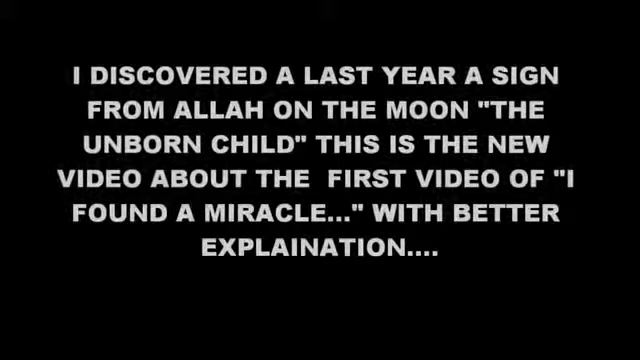 I DISCOVERED A LAST YEAR A SIGN
FROM ALLAH ON THE MOON "THE
UNBORN CHILD" THIS IS THE NEW
VIDEO ABOUT THE  FIRST VIDEO OF "I
FOUND A MIRACLE..." WITH BETTER
EXPLAINATION....